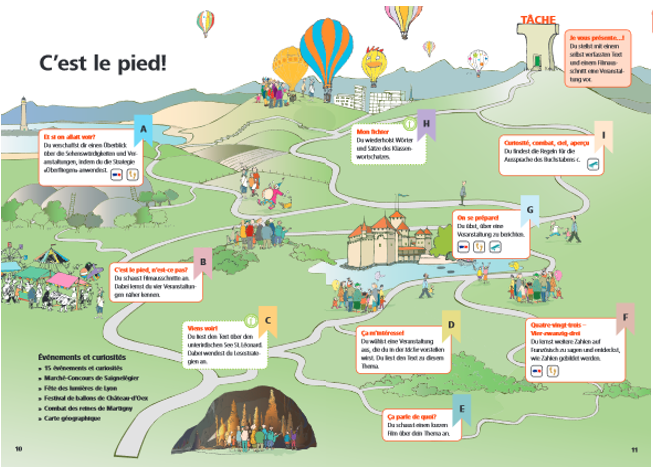 C'est le pied!
TÂCHE
Je vous présente...!
Du stellst mit einem
selbst verfassten Text
und einem Filmaus-
schnitt eine Veranstal-
tung vor.
A
Et si on allait voir?
Du verschaffst dir einen Überblick
über die Sehenswürdigkeiten und Ver-
anstaltungen, indem du die Strategie
«Überfliegen» anwendest.
H
Mon fichier
Du wiederholst Wörter
und Sätze des Klassen-
wortschatzes.
I
Curiosité, combat, ciel, aperçu
Du findest die Regeln für die
Aussprache des Buchstabens c.
G
On se prépare!
Du übst, über eine
Veranstaltung zu berichten.
B
C'est le pied, n'est-ce pas?
Du schaust Filmausschnitte an.
Dabei lernst du vier Veranstaltun-
gen näher kennen.
C
Viens voir!
Du liest den Text über den
unterirdischen See St. Léonard.
Dabei wendest du Lesestrate-
gien an.
D
Ça m'intéresse!
Du wählst eine Veranstaltung
aus, die du in der tâche vorstellen
wirst. Du liest den Text zu diesem
Thema.
F
Quatre-vingt-trois –
Vier-zwanzig-drei
Du lernst weitere Zahlen auf
Französisch zu sagen und entdeckst,
wie Zahlen gebildet werden.
E
Ça parle de quoi?
Du schaust einen kurzen
Film über dein Thema an.
Événements et curiosités
» 15 événements et curiosités
» Marché-Concours de Saignelégier
» Fête des lumières de Lyon
» Festival de ballons de Château-d'Oex
» Combat des reines de Martigny
» Carte géographique
10
11